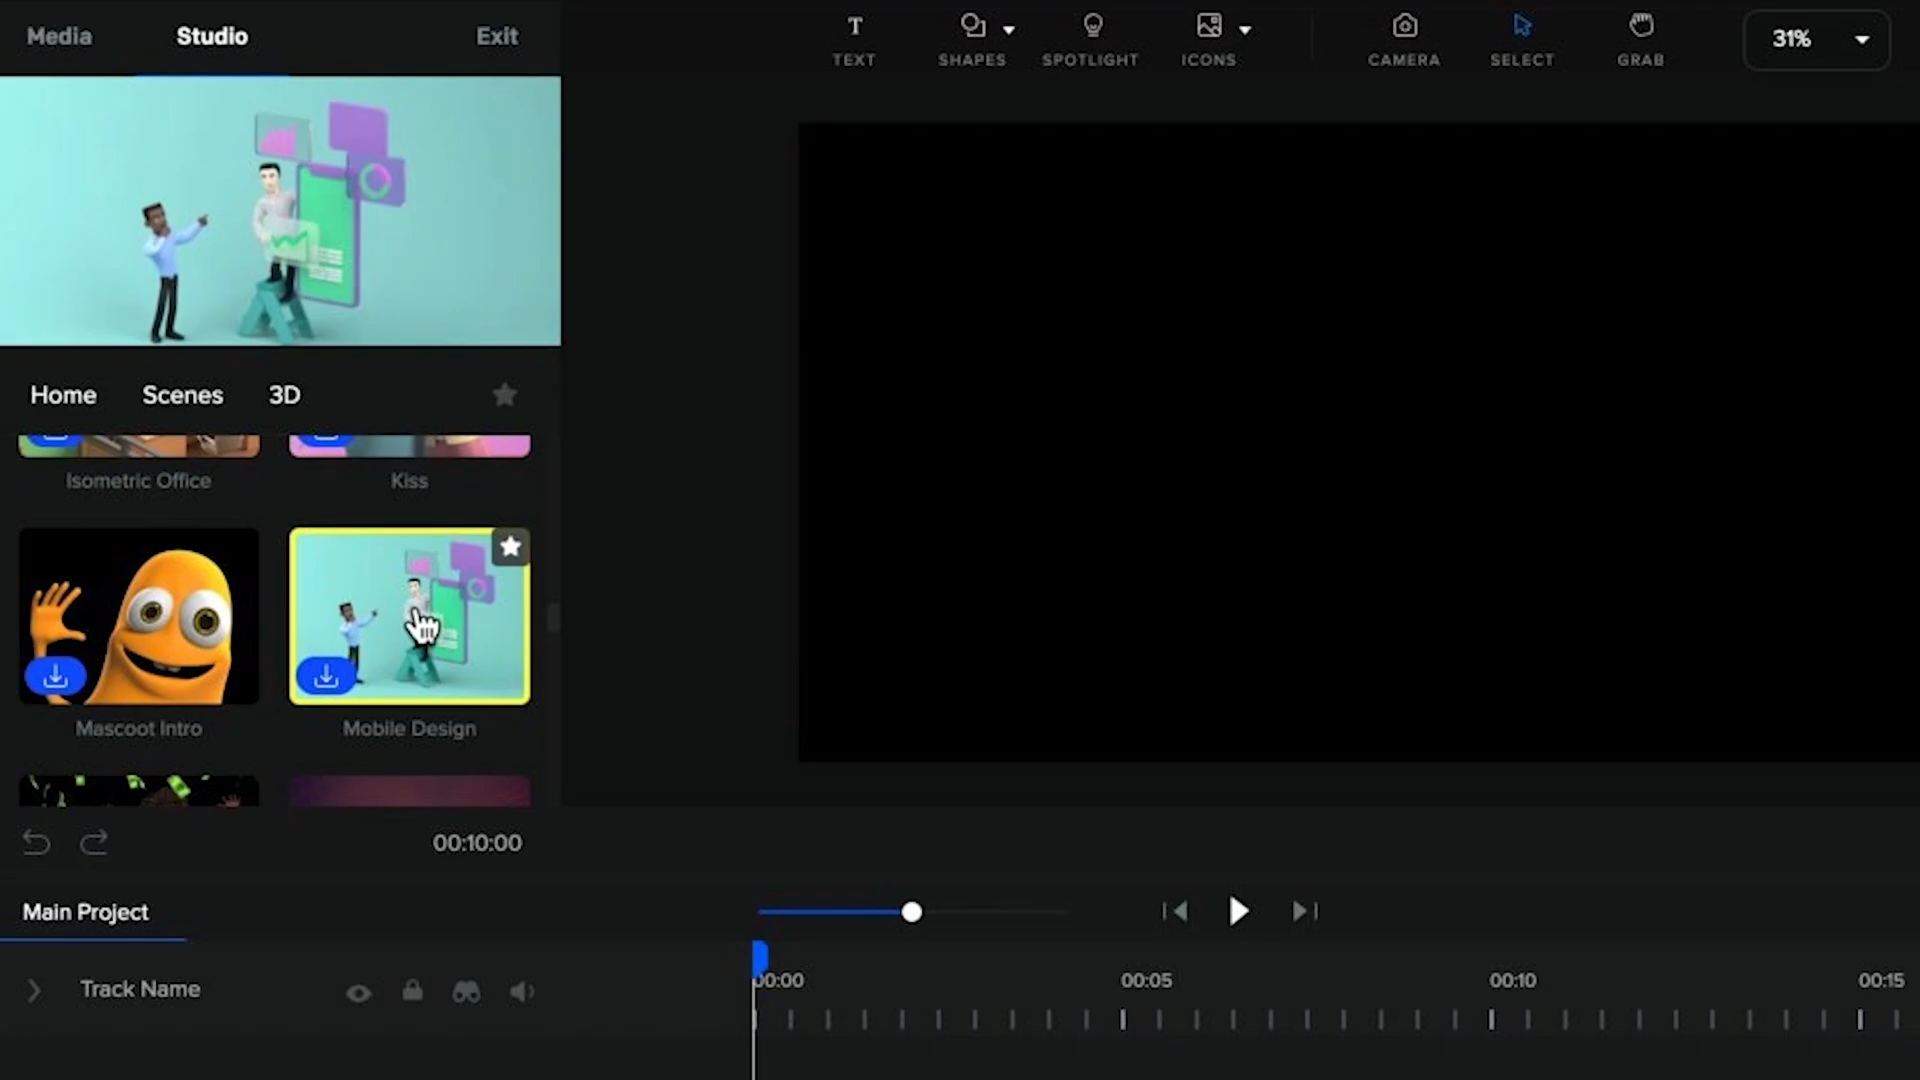 Media Studio Exit
TEXT SHAPES SPOTLIGHT ICONS CAMERA SELECT GRAB
31%
Home Scenes 3D
Isometric Office Kiss
Mascoot Intro Mobile Design
00:10:00
Main Project
Track Name
00:00 00:05 00:10 00:15